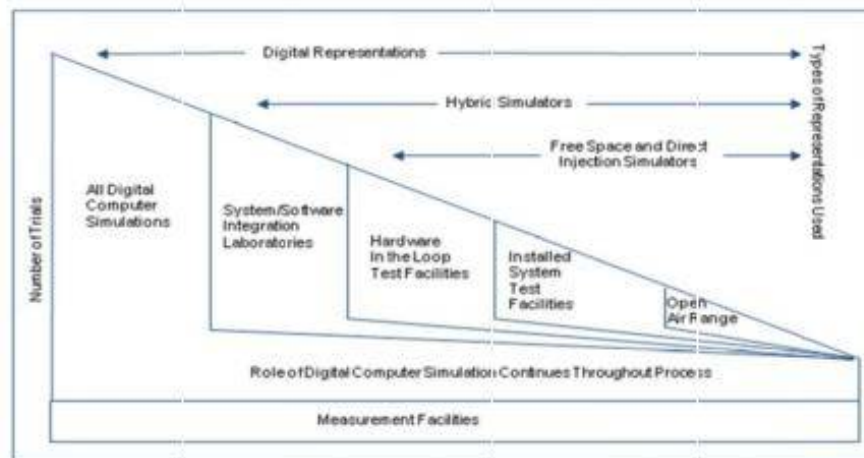 Digital Representations
Hybric Simulators
Free Space and Direct
Injection Simulators
Types of Representations Used
Number of Trials
All Digital
Computer
Simulations
System/Software
Integration
Laboratories
Hardware
In the Loop
Test Facilities
Installed
System
Test
Facilities
Open
Air Range
Role of Digital Computer Simulation Continues Throughout Process
Measurement Facilities